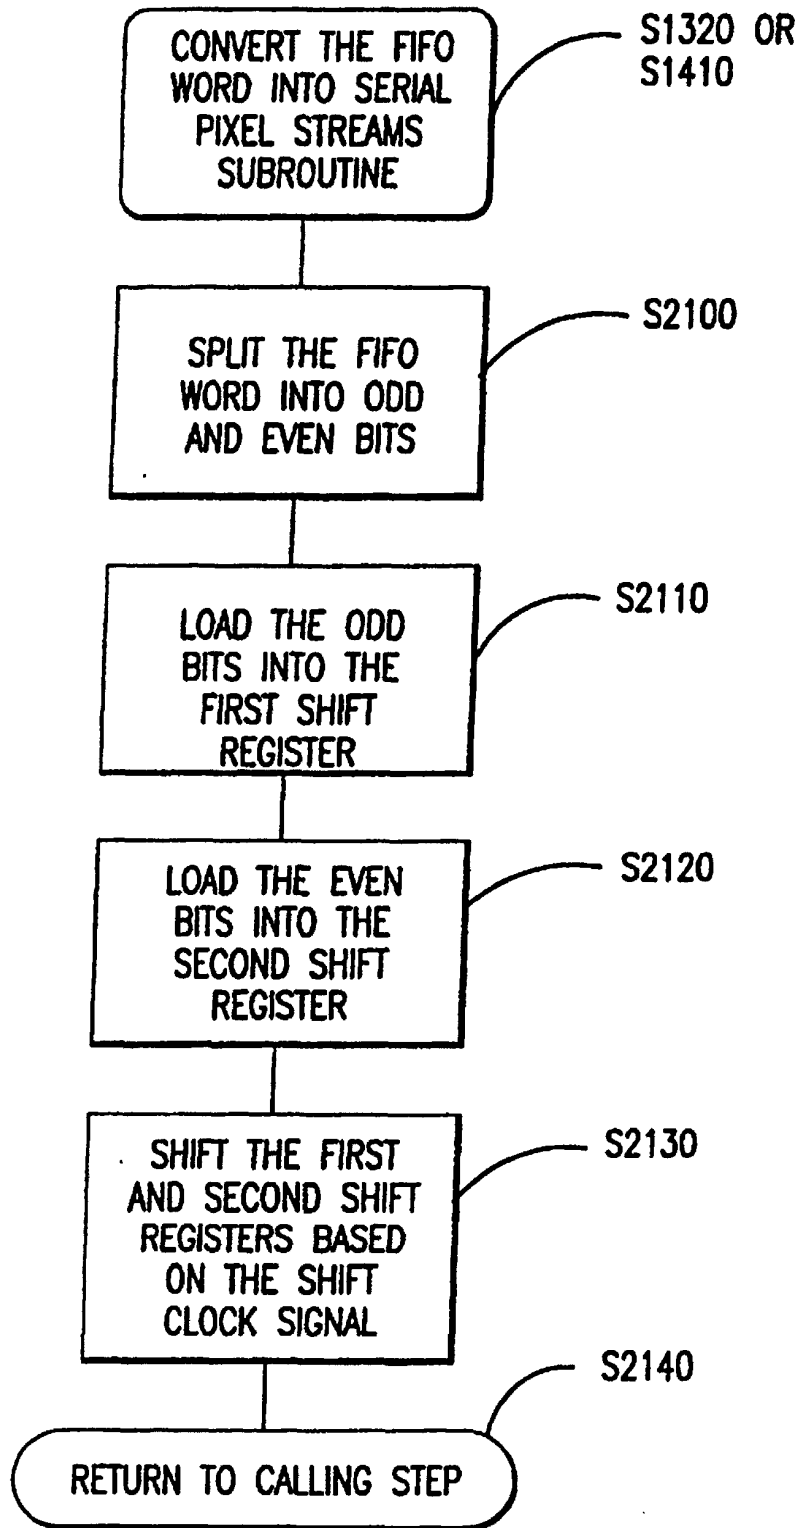 CONVERT THE FIFO
WORD INTO SERIAL
PIXEL STREAMS
SUBROUTINE
S1320 OR
S1410
SPLIT THE FIFO
WORD INTO ODD
AND EVEN BITS
S2100
LOAD THE ODD
BITS INTO THE
FIRST SHIFT
REGISTER
S2110
LOAD THE EVEN
BITS INTO THE
SECOND SHIFT
REGISTER
S2120
SHIFT THE FIRST
AND SECOND SHIFT
REGISTERS BASED
ON THE SHIFT
CLOCK SIGNAL
S2130
RETURN TO CALLING STEP
S2140